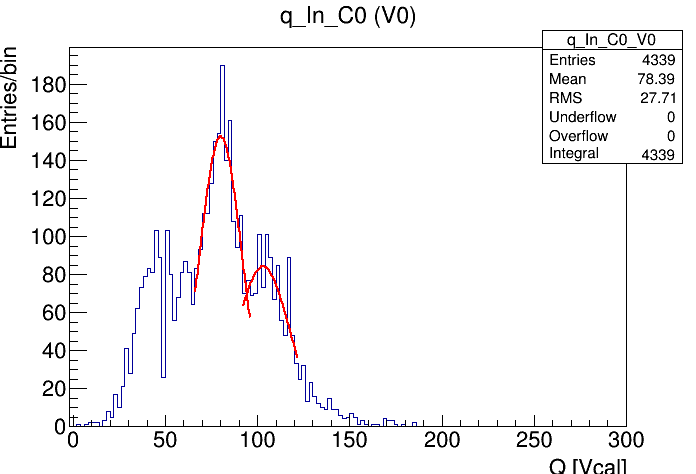 q_In_C0 (V0)
q_In_C0_V0
Entries 4339
Mean 78.39
RMS 27.71
Underflow 0
Overflow 0
Integral 4339
Entries/bin
180
160
140
120
100
80
60
40
20
0
0 50 100 150 200 250 300
Q [Vcal]